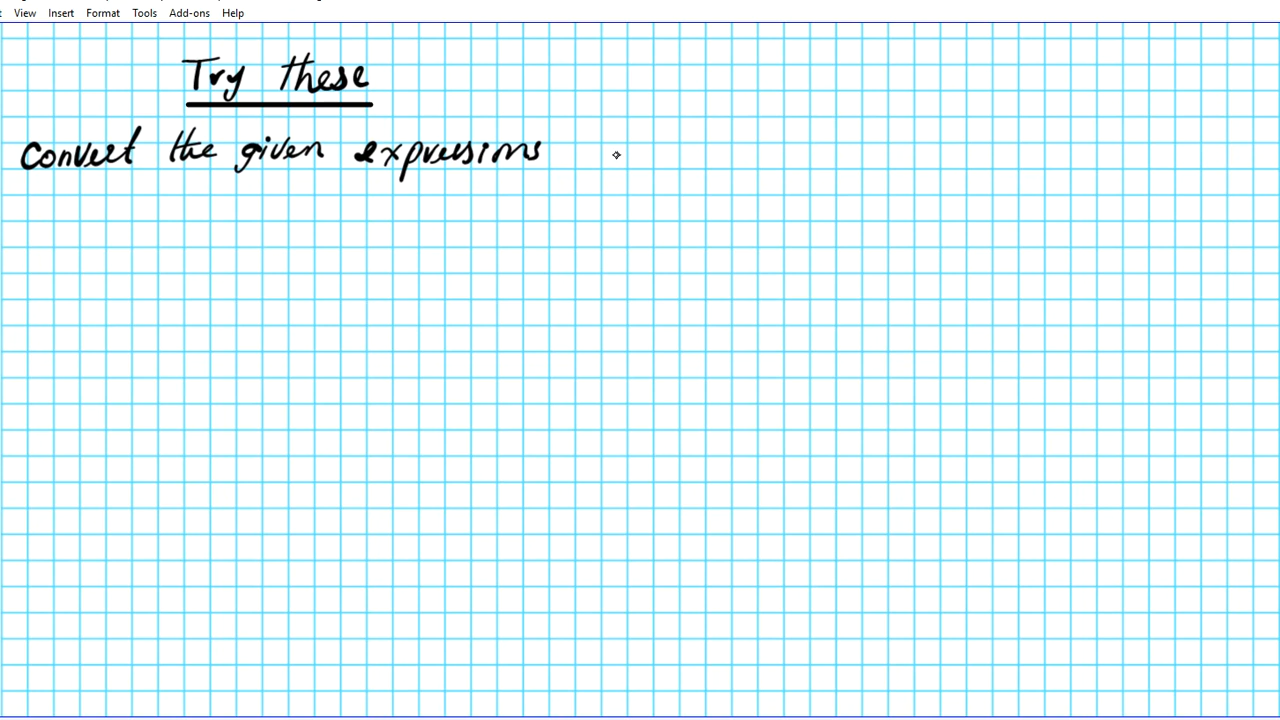 View Insert Format Tools Add-ons Help
Try these
Convert the given expressions